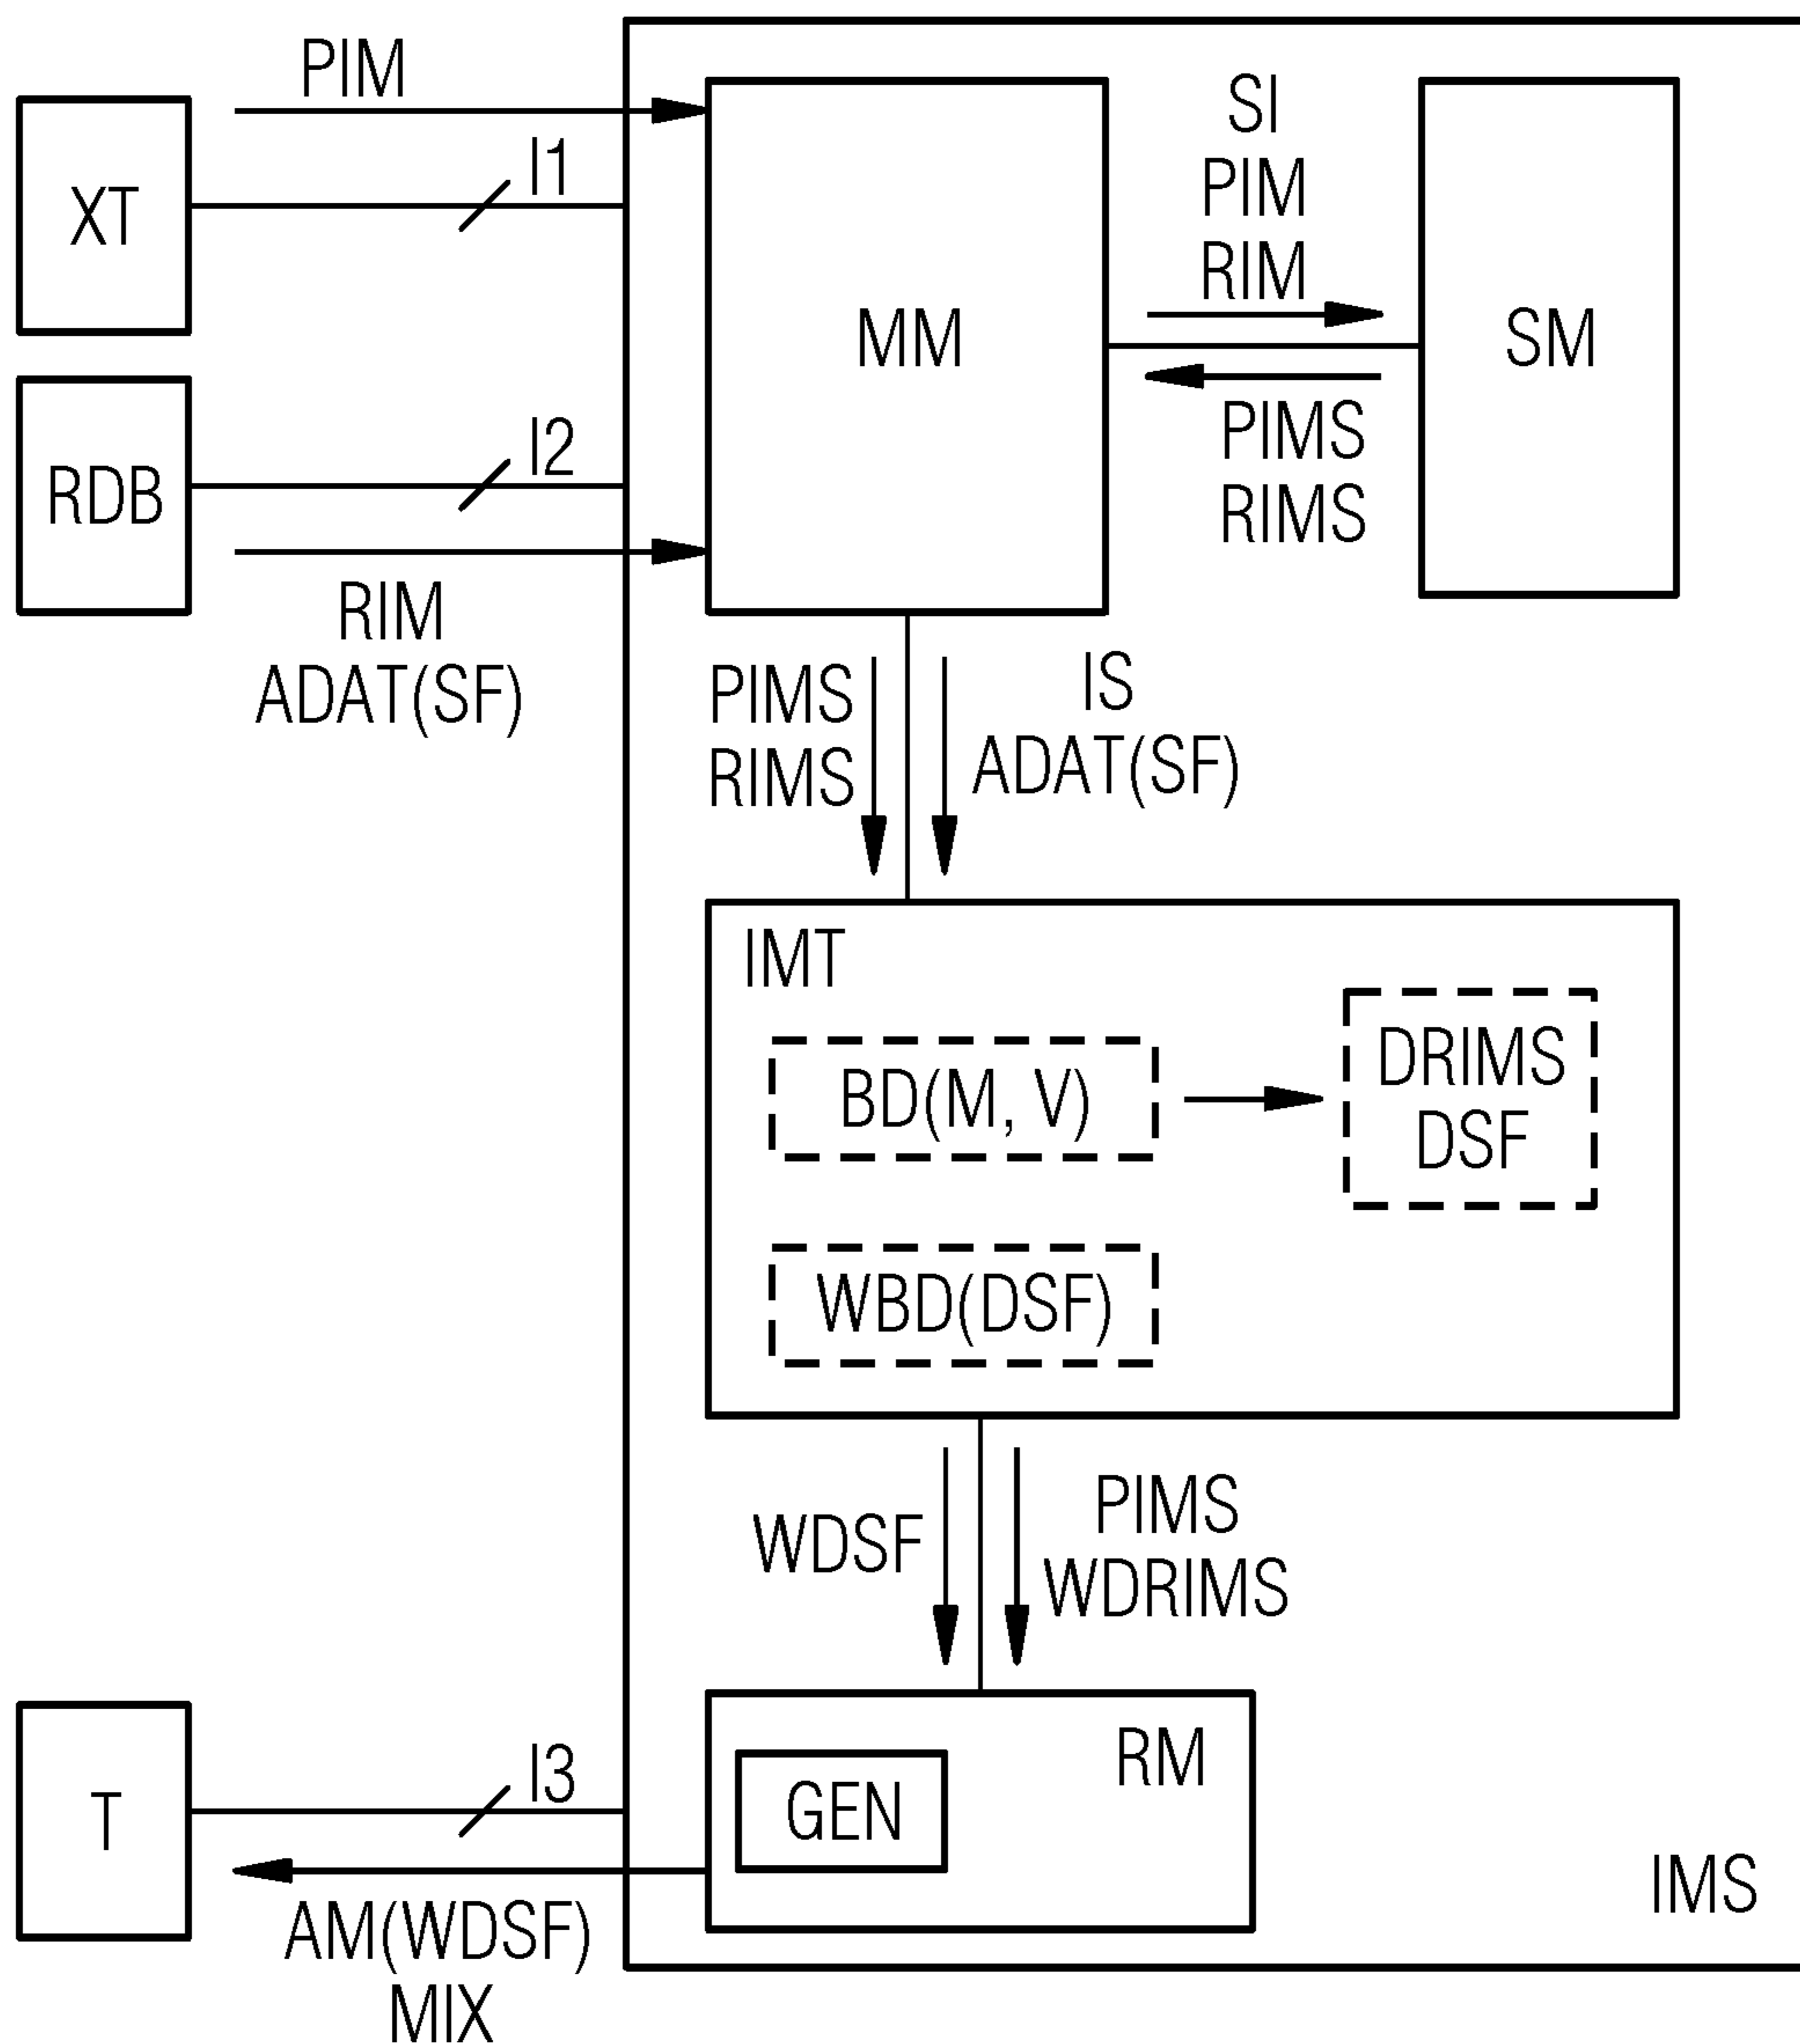 PIM
XT
I1
MM
SI
PIM
RIM
SM
PIMS
RIMS
RDB
I2
RIM
ADAT(SF)
PIMS
RIMS
IS
ADAT(SF)
IMT
BD(M, V)
DRIMS
DSF
WBD(DSF)
WDSF
PIMS
WDRIMS
T
I3
GEN
RM
AM(WDSF)
MIX
IMS